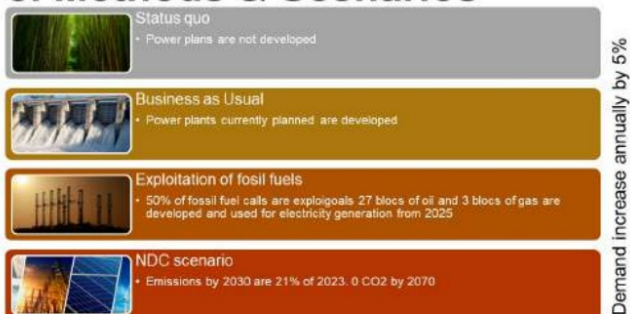 Status quo
• Power plans are not developed
Business as Usual
• Power plants currently planned are developed
Exploitation of fosil fuels
• 50% of fossil fuel calls are exploigoals 27 blocs of oil and 3 blocs of gas are
developed and used for electricity generation from 2025
NDC scenario
• Emissions by 2030 are 21% of 2023. 0 CO2 by 2070
Demand increase annually by 5%